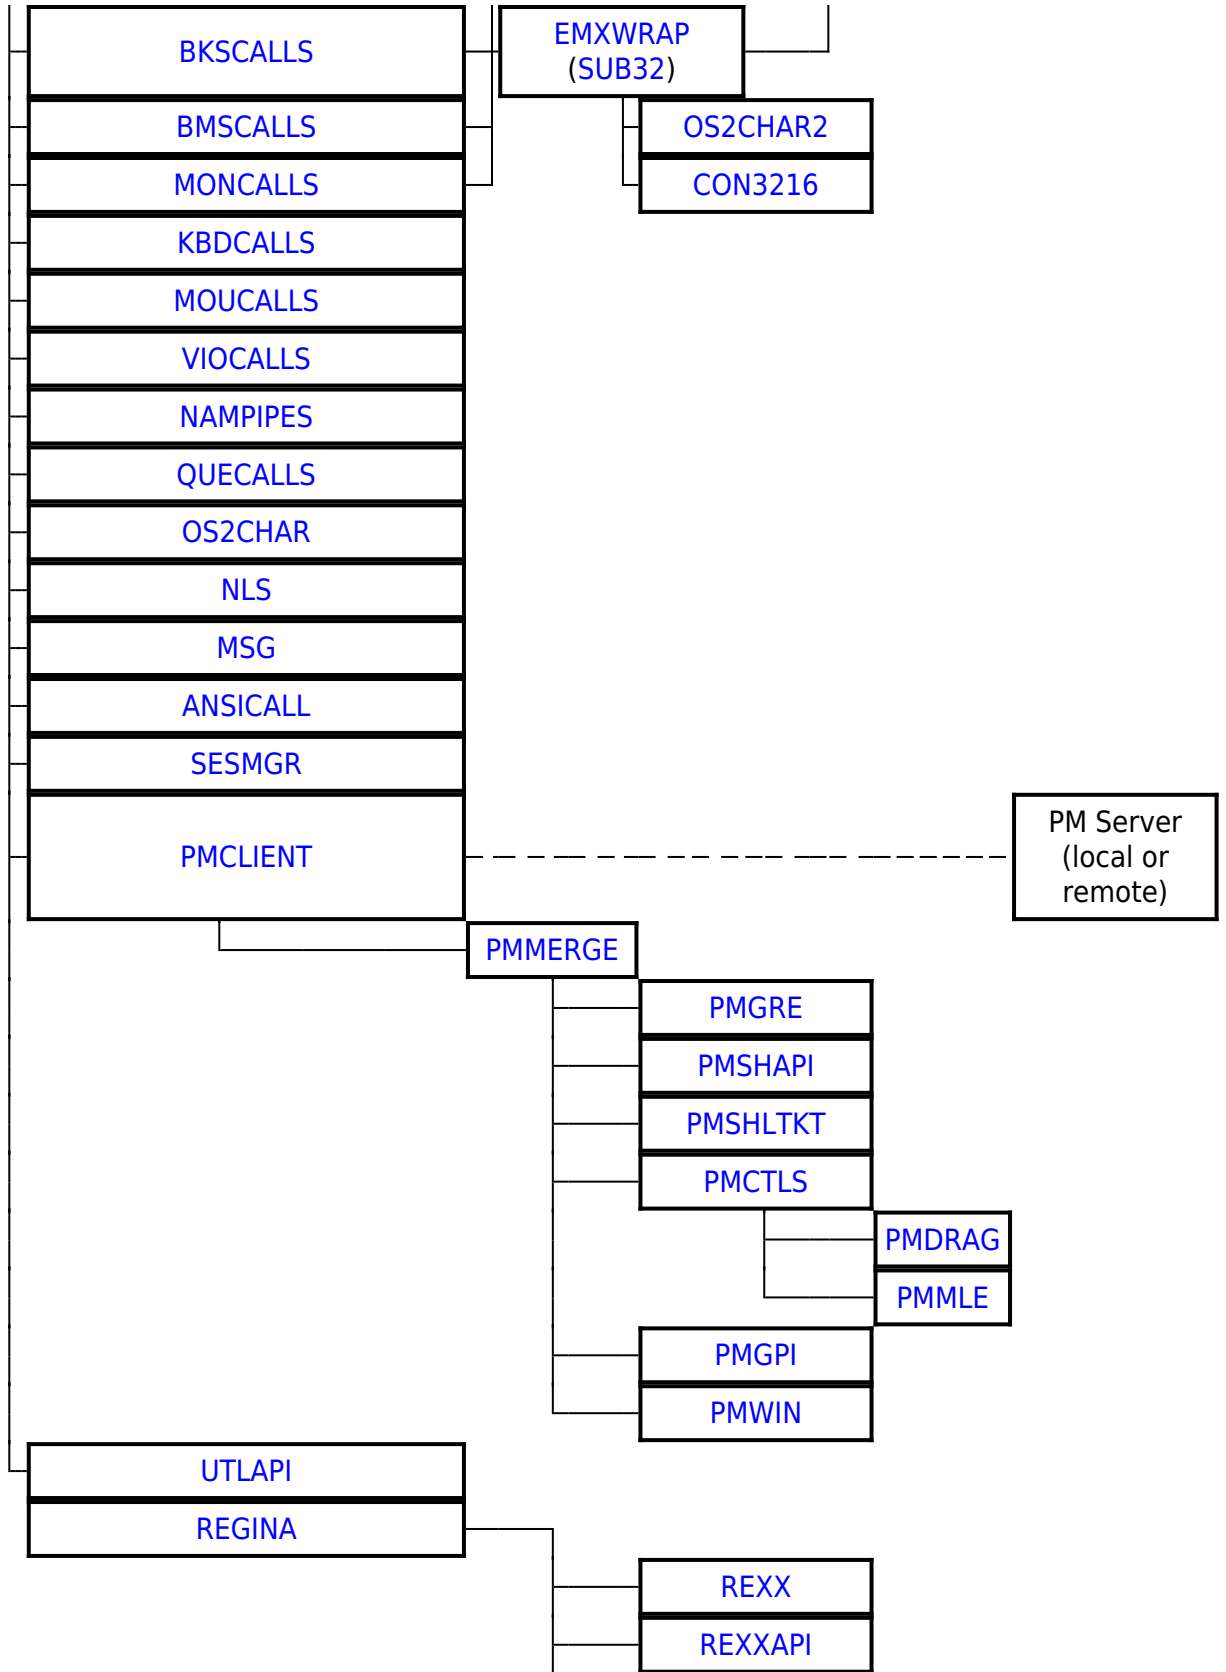 BKSCALLS
EMXWRAP
(SUB32)
BMSCALLS
OS2CHAR2
MONCALLS
CON3216
KBDCALLS
MOUCALLS
VIOCALLS
NAMPIPES
QUECALLS
OS2CHAR
NLS
MSG
ANSICALL
SESMGR
PMCLIENT
PM Server
(local or
remote)
PMMERGE
PMGRE
PMSHAPI
PMSHLTKT
PMCTLS
PMDRAG
PMMLE
PMGPI
PMWIN
UTLAPI
REGINA
REXX
REXXAPI